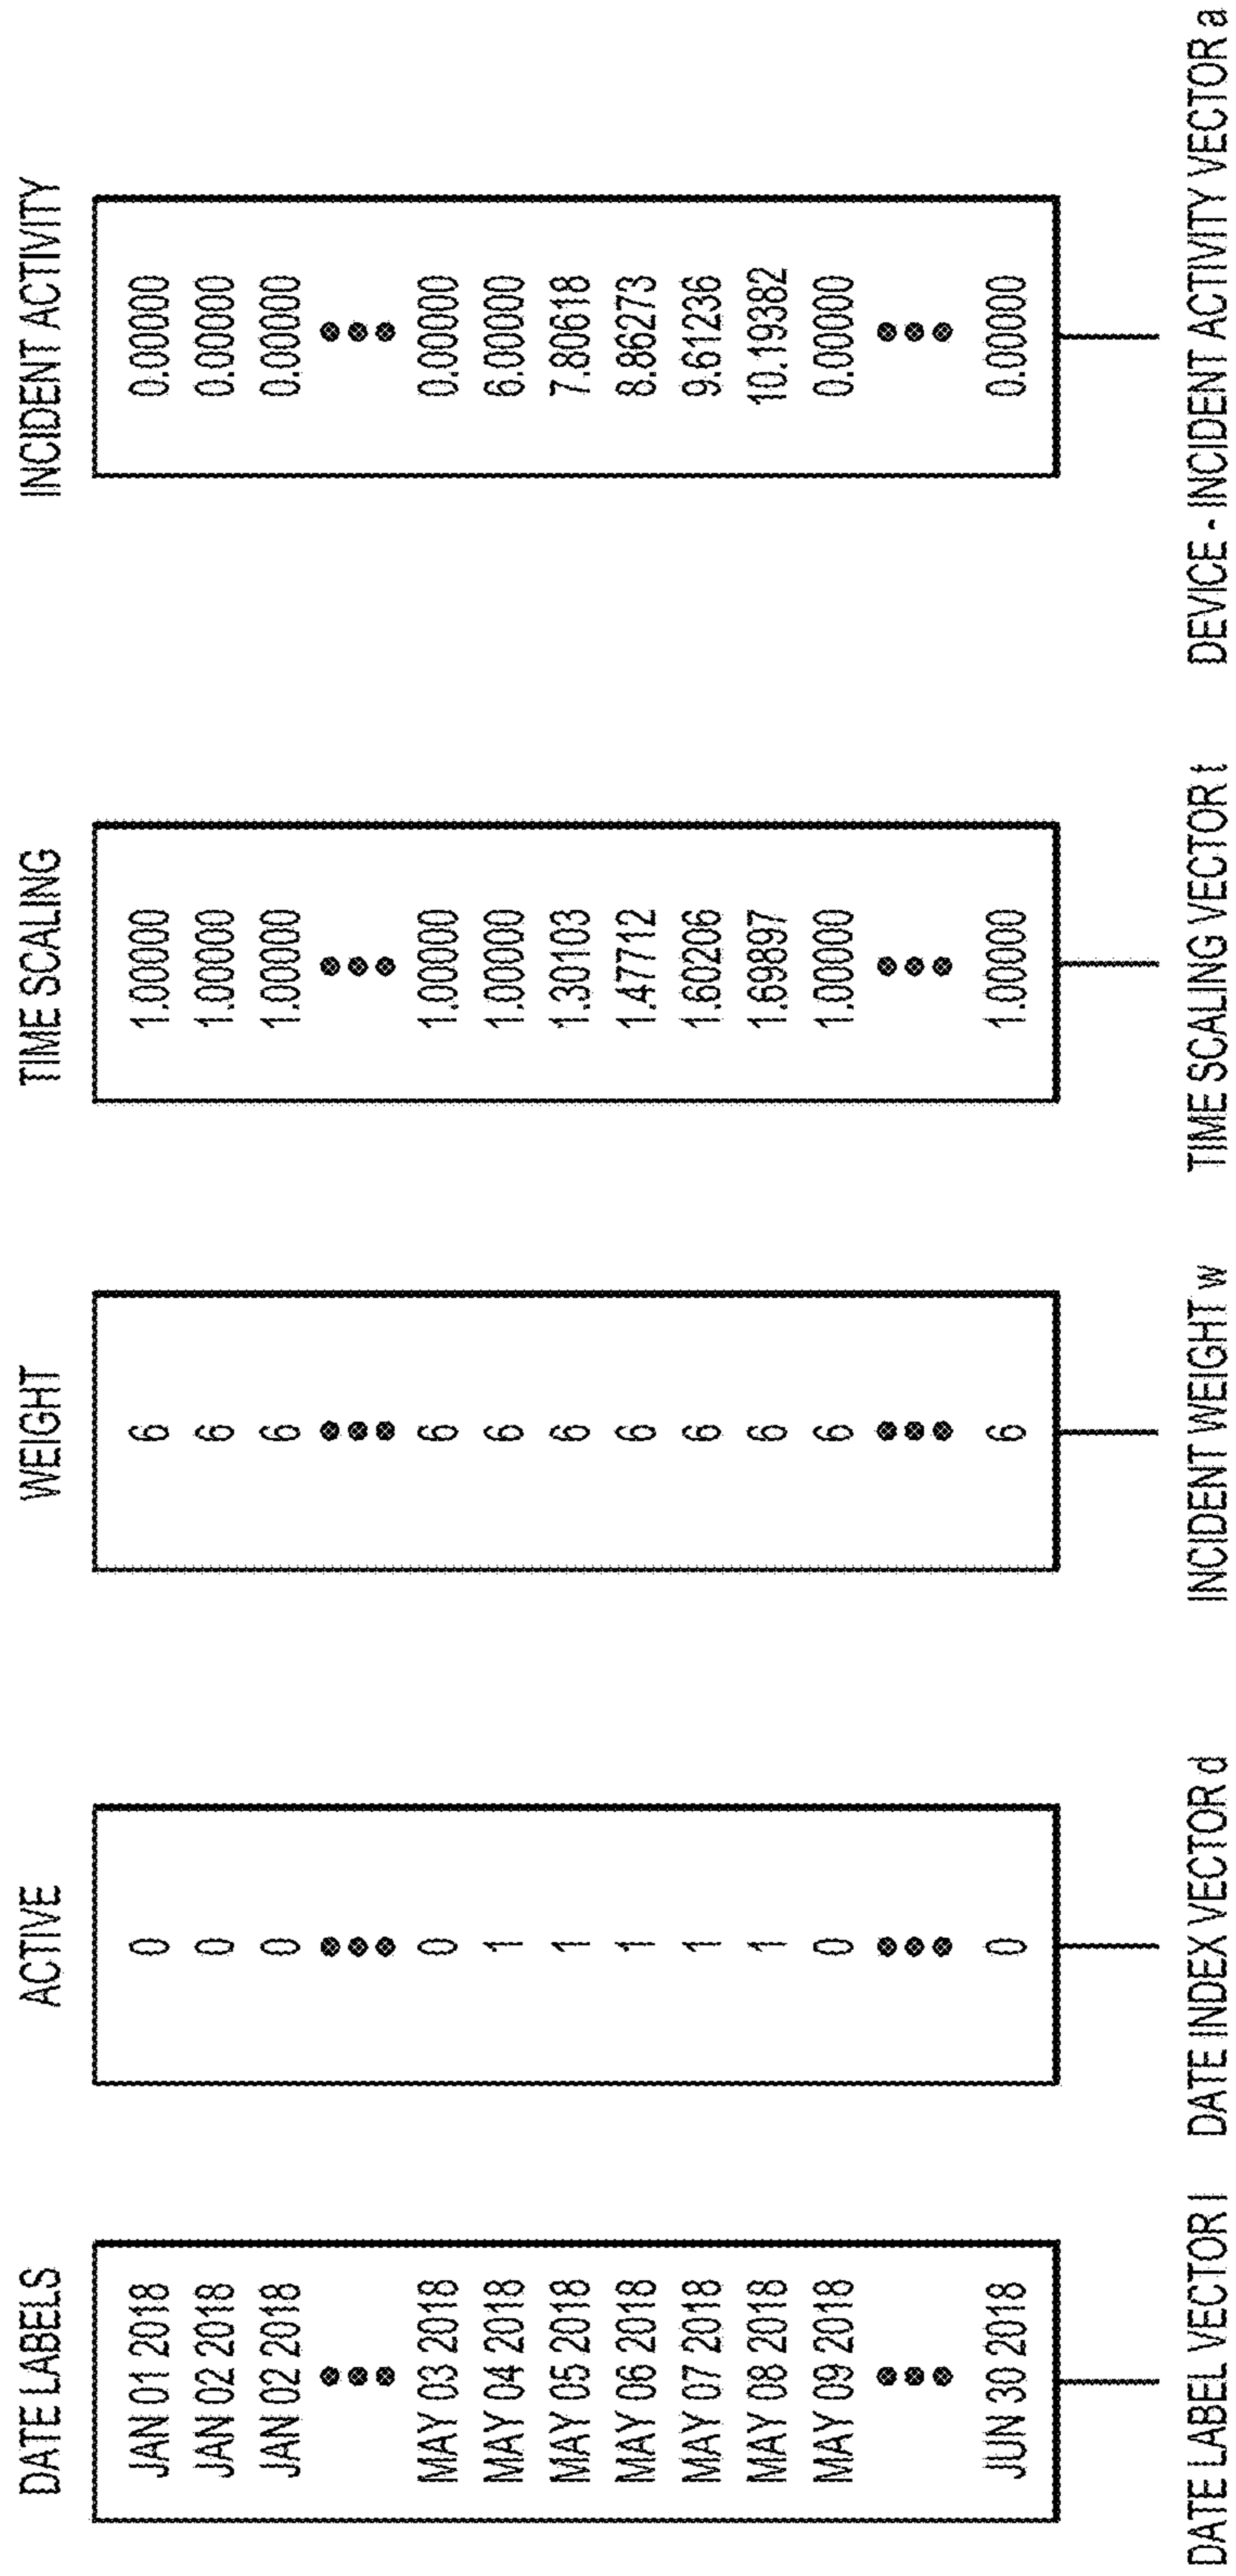 DATE LABELS
JAN 01 2018
JAN 02 2018
JAN 02 2018
MAY 03 2018
MAY 04 2018
MAY 05 2018
MAY 06 2018
MAY 07 2018
MAY 08 2018
MAY 09 2018
JUN 30 2018
DATE LABEL VECTOR l
ACTIVE
0
0
0
0
1
1
1
1
1
0
0
DATE INDEX VECTOR d
WEIGHT
6
6
6
6
6
6
6
6
6
6
6
INCIDENT WEIGHT w
TIME SCALING
1.00000
1.00000
1.00000
1.00000
1.00000
1.30103
1.47712
1.60206
1.69897
1.00000
1.00000
TIME SCALING VECTOR t
INCIDENT ACTIVITY
0.00000
0.00000
0.00000
0.00000
6.00000
7.80618
8.86273
9.61236
10.19382
0.00000
0.00000
DEVICE - INCIDENT ACTIVITY VECTOR a